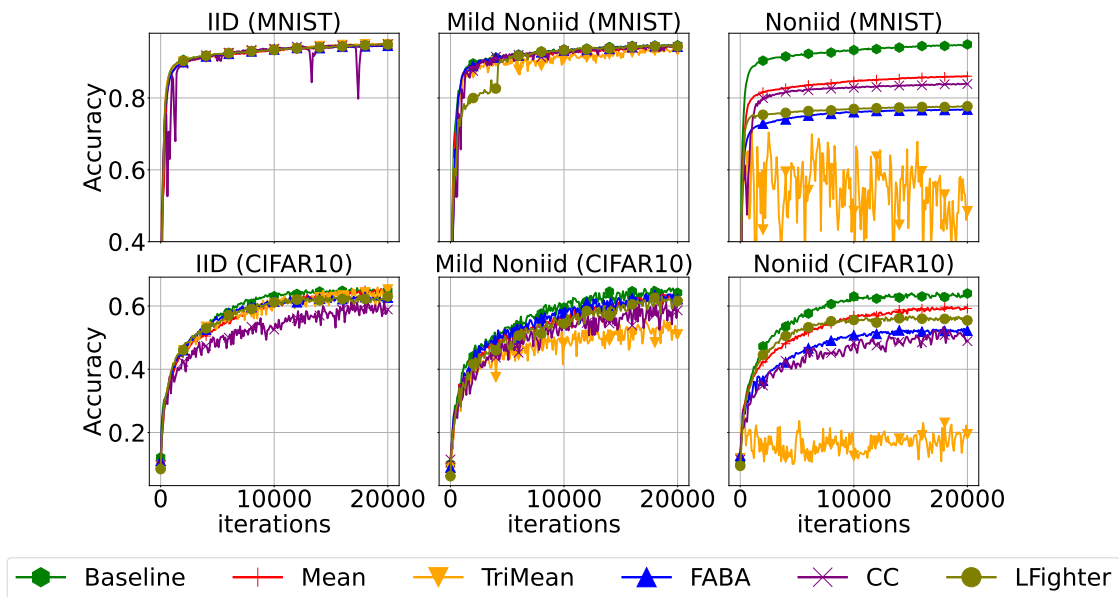 IID (MNIST)
Mild Noniid (MNIST)
Noniid (MNIST)
Accuracy
0.8
0.6
0.4
IID (CIFAR10)
Mild Noniid (CIFAR10)
Noniid (CIFAR10)
Accuracy
0.6
0.4
0.2
0 10000 20000
0 10000 20000
0 10000 20000
iterations
iterations
iterations
Baseline Mean TriMean FABA CC LFighter